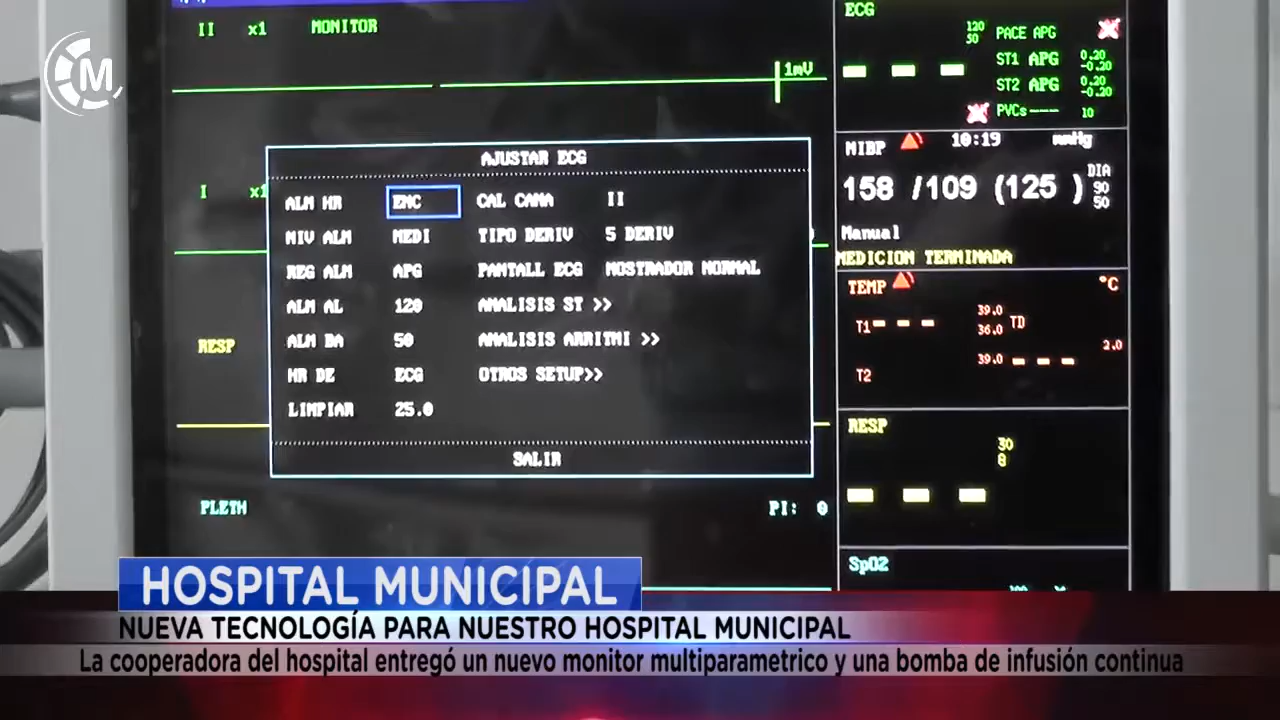 M
II x1 MONITOR
1mV
I x1
AJUSTAR ECG
ALM HR ENC CAL CANA II
NIV ALM MEDI TIPO DERIV 5 DERIV
REG ALM APG PANTALL ECG MOSTRADOR NORMAL
ALM AL 120 ANALISIS ST >>
ALM BA 50 ANALISIS ARRITMI >>
HR DE ECG OTROS SETUP>>
LIMPIAR 25.0
SALIR
RESP
PLETH PI: 0
ECG
120
50
PACE APG
ST1 APG 0.20
-0.20
ST2 APG 0.20
-0.20
PVCs--- 10
--- 
NIBP 10:19 mmHg
158 /109 (125 ) DIA
90
50
Manual
MEDICION TERMINADA
TEMP °C
T1 --- 39.0
36.0
TD 2.0
T2 39.0 ---
RESP
30
8
---
SpO2
HOSPITAL MUNICIPAL
NUEVA TECNOLOGÍA PARA NUESTRO HOSPITAL MUNICIPAL
La cooperadora del hospital entregó un nuevo monitor multiparametrico y una bomba de infusión continua